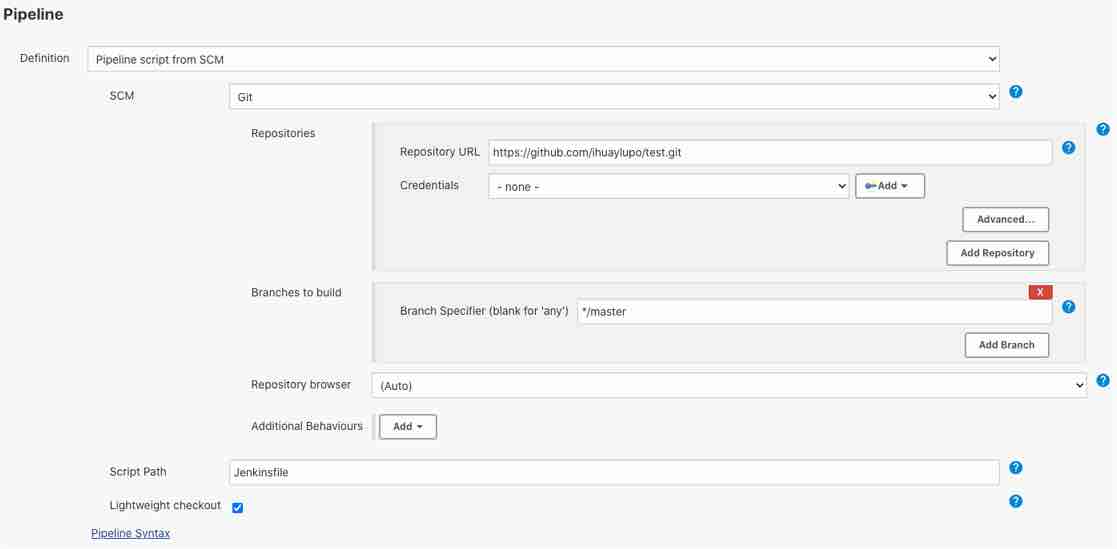 Pipeline
Definition Pipeline script from SCM
SCM Git ?
Repositories ?
Repository URL https://github.com/ihuaylupo/test.git ?
Credentials - none - Add
Advanced...
Add Repository
Branches to build X
Branch Specifier (blank for 'any') */master ?
Add Branch
Repository browser (Auto) ?
Additional Behaviours Add
Script Path Jenkinsfile ?
Lightweight checkout ?
Pipeline Syntax